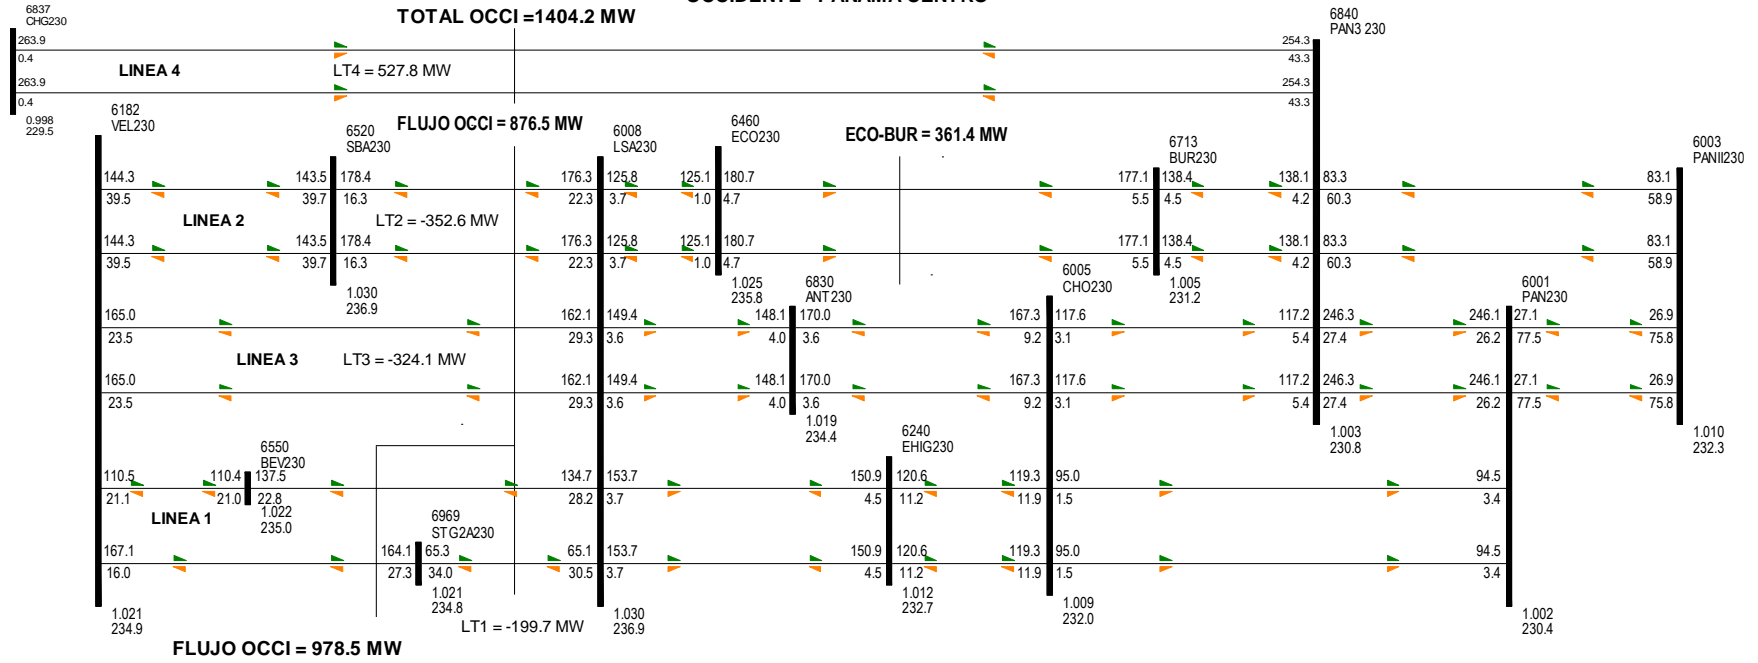 TOTAL OCCI =1404.2 MW
6837
CHG230
6840
PAN3 230
263.9
0.4
254.3
43.3
LINEA 4
LT4 = 527.8 MW
263.9
0.4
254.3
43.3
0.998
229.5
6182
VEL230
FLUJO OCCI = 876.5 MW
6520
SBA230
6008
LSA230
6460
ECO230
ECO-BUR = 361.4 MW
6713
BUR230
6003
PANII230
144.3 143.5 178.4 176.3 125.8 125.1 180.7 177.1 138.4 138.1 83.3 83.1
39.5 39.7 16.3 22.3 3.7 1.0 4.7 5.5 4.5 4.2 60.3 58.9
LINEA 2
LT2 = -352.6 MW
144.3 143.5 178.4 176.3 125.8 125.1 180.7 177.1 138.4 138.1 83.3 83.1
39.5 39.7 16.3 22.3 3.7 1.0 4.7 5.5 4.5 4.2 60.3 58.9
1.030
236.9
1.025
235.8
6830
ANT230
6005
CHO230
1.005
231.2
6001
PAN230
165.0 162.1 149.4 148.1 170.0 167.3 117.6 117.2 246.3 246.1 27.1 26.9
23.5 29.3 3.6 4.0 3.6 9.2 3.1 5.4 27.4 26.2 77.5 75.8
LINEA 3
LT3 = -324.1 MW
165.0 162.1 149.4 148.1 170.0 167.3 117.6 117.2 246.3 246.1 27.1 26.9
23.5 29.3 3.6 4.0 3.6 9.2 3.1 5.4 27.4 26.2 77.5 75.8
1.019
234.4
1.003
230.8
1.010
232.3
6550
BEV230
6240
EHIG230
110.5 110.4 137.5 134.7 153.7 150.9 120.6 119.3 95.0 94.5
21.1 21.0 22.8 28.2 3.7 4.5 11.2 11.9 1.5 3.4
1.022
235.0
LINEA 1
6969
STG2A230
167.1 164.1 65.3 65.1 153.7 150.9 120.6 119.3 95.0 94.5
16.0 27.3 34.0 30.5 3.7 4.5 11.2 11.9 1.5 3.4
1.021
234.9
1.021
234.8
1.030
236.9
1.012
232.7
1.009
232.0
1.002
230.4
LT1 = -199.7 MW
FLUJO OCCI = 978.5 MW